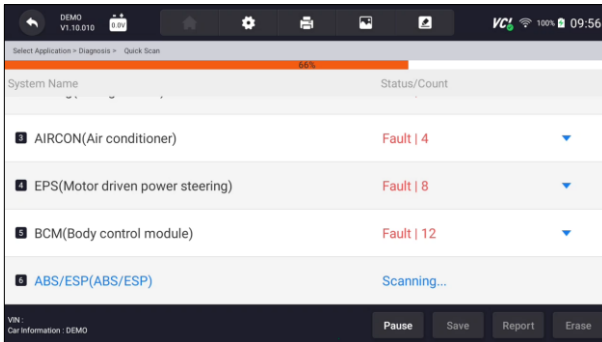 DEMO
V1.10.010
0.0V
VCI
100%
09:56
Select Application > Diagnosis > Quick Scan
66%
System Name Status/Count
3 AIRCON(Air conditioner) Fault | 4
4 EPS(Motor driven power steering) Fault | 8
5 BCM(Body control module) Fault | 12
6 ABS/ESP(ABS/ESP) Scanning...
VIN :
Car Information : DEMO
Pause Save Report Erase